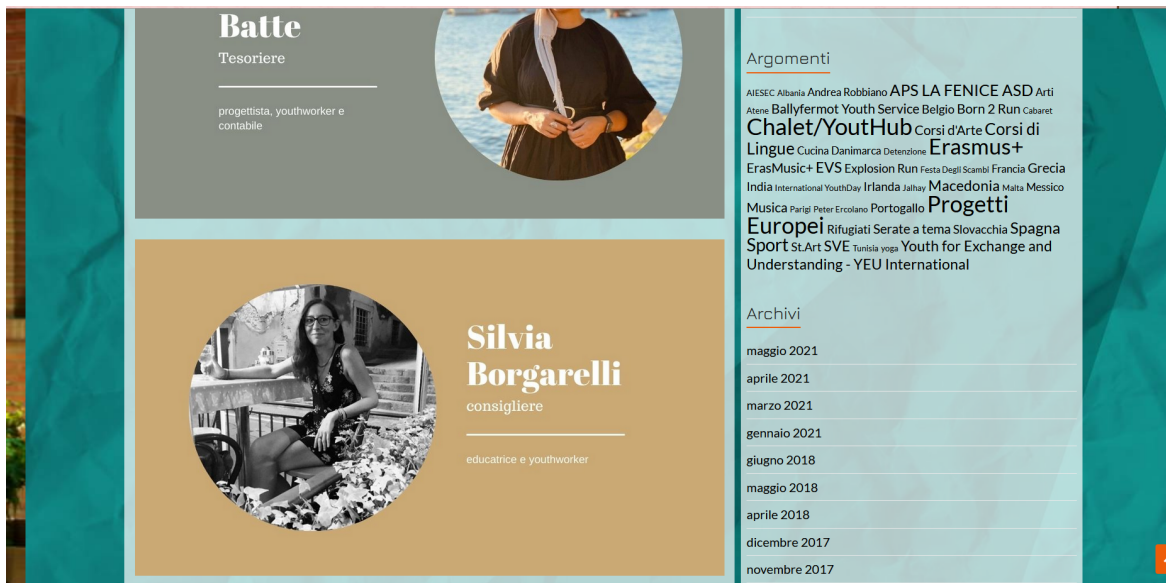 Batte
Tesoriere
progettista, youthworker e
contabile
Silvia
Borgarelli
consigliere
educatrice e youthworker
Argomenti
AIESEC Albania Andrea Robbiano APS LA FENICE ASD Arti
Atene Ballyfermot Youth Service Belgio Born 2 Run Cabaret
Chalet/YoutHub Corsi d'Arte Corsi di
Lingue Cucina Danimarca Detenzione Erasmus+
ErasMusic+ EVS Explosion Run Festa Degli Scambi Francia Grecia
India International YouthDay Irlanda Jalhay Macedonia Malta Messico
Musica Parigi Peter Ercolano Portogallo Progetti
Europei Rifugiati Serate a tema Slovacchia Spagna
Sport St.Art SVE Tunisia yoga Youth for Exchange and
Understanding - YEU International
Archivi
maggio 2021
aprile 2021
marzo 2021
gennaio 2021
giugno 2018
maggio 2018
aprile 2018
dicembre 2017
novembre 2017